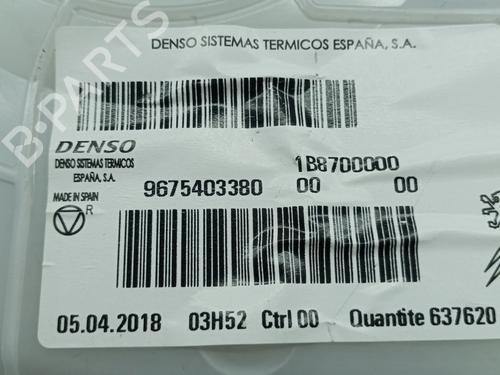 DENSO SISTEMAS TERMICOS ESPAÑA, S.A.
B-PARTS
DENSO
DENSO SISTEMAS TERMICOS
ESPAÑA, S.A.
1B8700000
9675403380 00 00
MADE IN SPAIN
R
05.04.2018 03H52 Ctrl 00 Quantite 637620